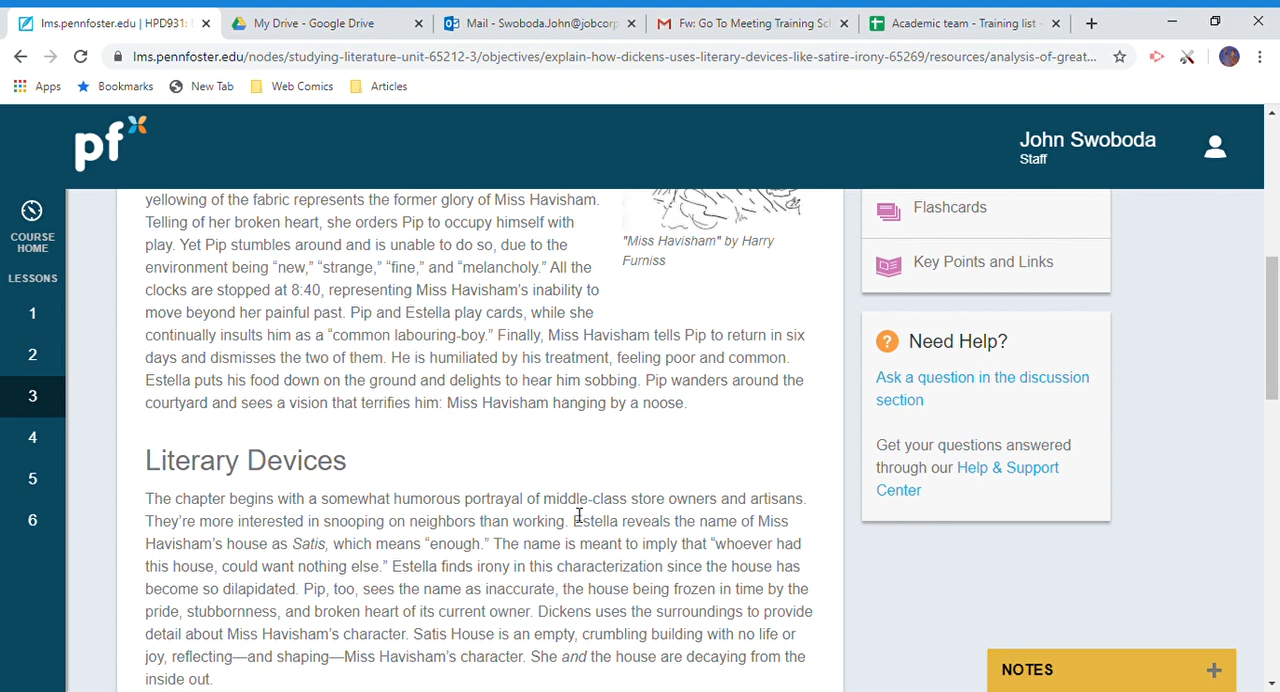 lms.pennfoster.edu | HPD931:
My Drive - Google Drive
Mail - Swoboda.John@jobcorp
Fw: Go To Meeting Training Sc
Academic team - Training list
lms.pennfoster.edu/nodes/studying-literature-unit-65212-3/objectives/explain-how-dickens-uses-literary-devices-like-satire-irony-65269/resources/analysis-of-great...
Apps
Bookmarks
New Tab
Web Comics
Articles
pf
John Swoboda
Staff
COURSE
HOME
LESSONS
1
2
3
4
5
6
yellowing of the fabric represents the former glory of Miss Havisham.
Telling of her broken heart, she orders Pip to occupy himself with
play. Yet Pip stumbles around and is unable to do so, due to the
environment being “new,” “strange,” “fine,” and “melancholy.” All the
clocks are stopped at 8:40, representing Miss Havisham’s inability to
move beyond her painful past. Pip and Estella play cards, while she
continually insults him as a “common labouring-boy.” Finally, Miss Havisham tells Pip to return in six
days and dismisses the two of them. He is humiliated by his treatment, feeling poor and common.
Estella puts his food down on the ground and delights to hear him sobbing. Pip wanders around the
courtyard and sees a vision that terrifies him: Miss Havisham hanging by a noose.
"Miss Havisham" by Harry
Furniss
Literary Devices
The chapter begins with a somewhat humorous portrayal of middle-class store owners and artisans.
They’re more interested in snooping on neighbors than working. Estella reveals the name of Miss
Havisham’s house as Satis, which means “enough.” The name is meant to imply that “whoever had
this house, could want nothing else.” Estella finds irony in this characterization since the house has
become so dilapidated. Pip, too, sees the name as inaccurate, the house being frozen in time by the
pride, stubbornness, and broken heart of its current owner. Dickens uses the surroundings to provide
detail about Miss Havisham’s character. Satis House is an empty, crumbling building with no life or
joy, reflecting—and shaping—Miss Havisham’s character. She and the house are decaying from the
inside out.
Flashcards
Key Points and Links
? Need Help?
Ask a question in the discussion
section
Get your questions answered
through our Help & Support
Center
NOTES